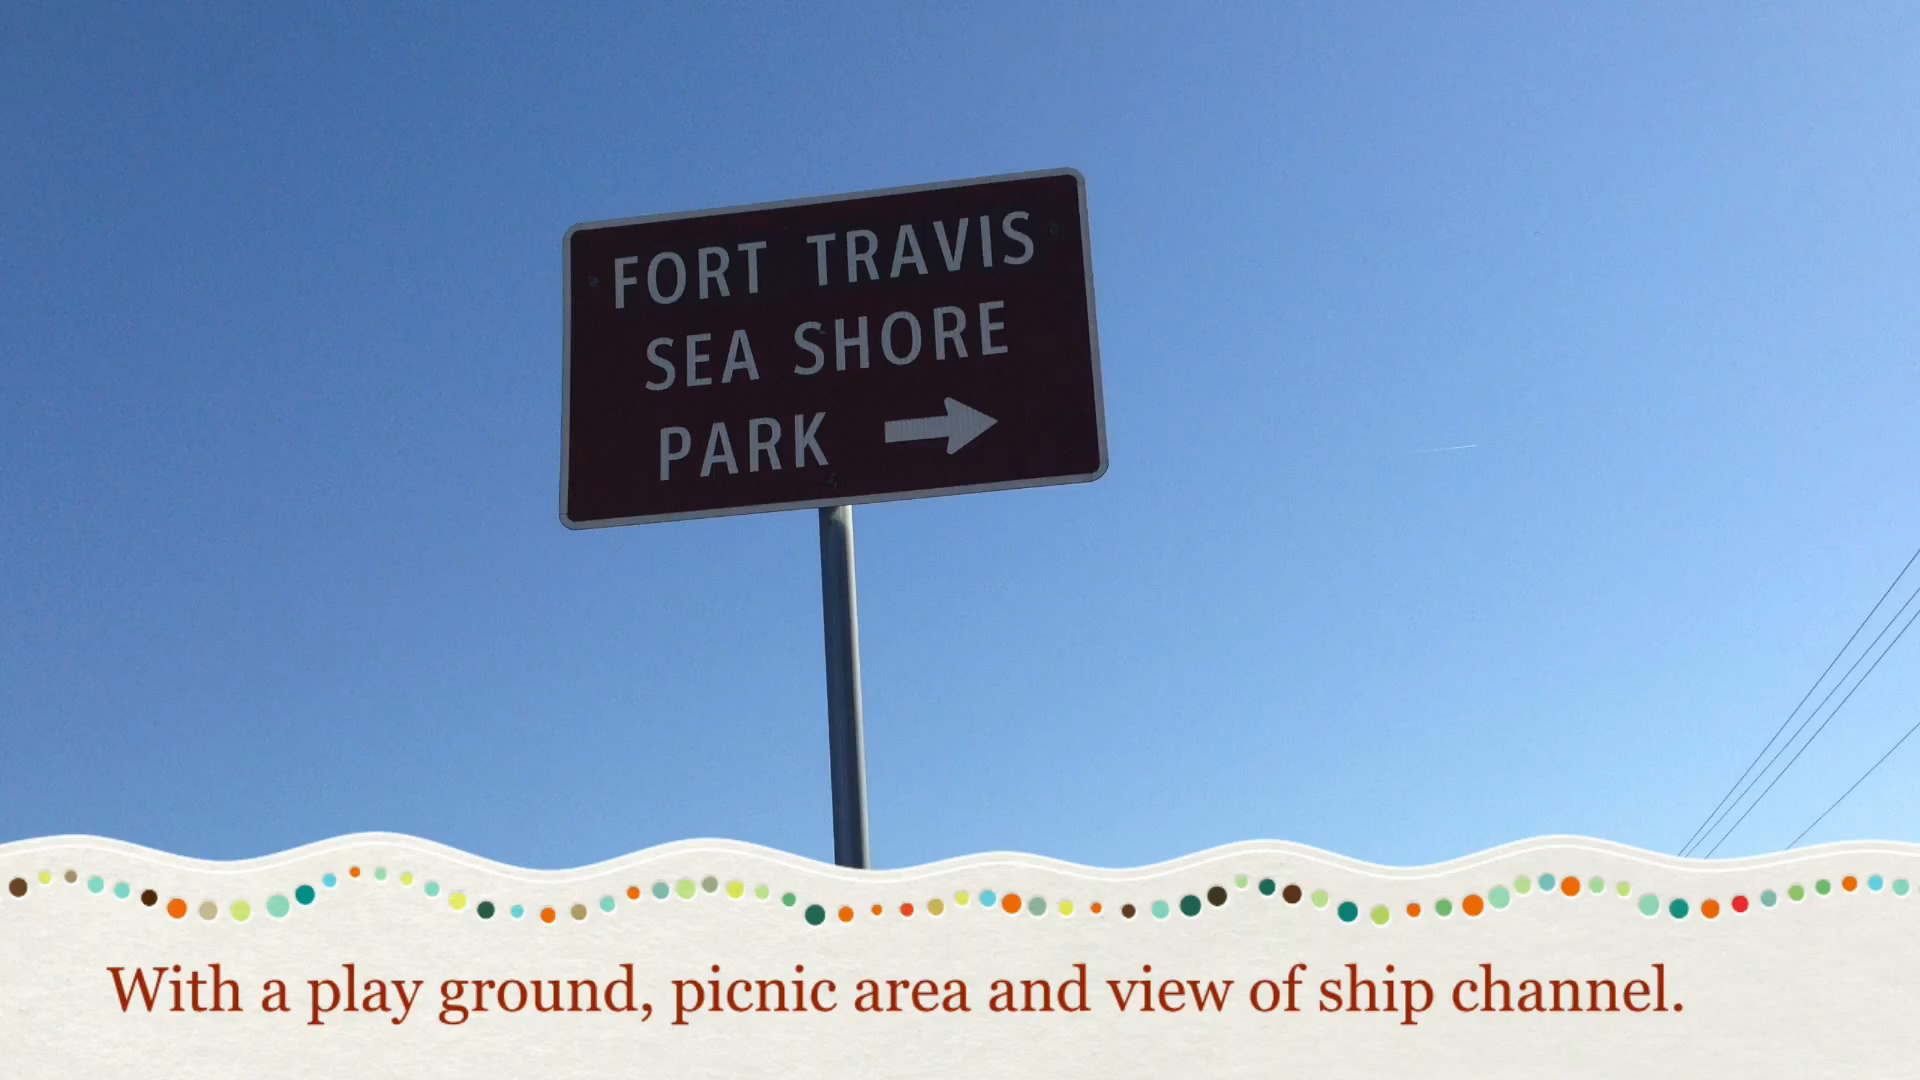 FORT TRAVIS
SEA SHORE
PARK
With a play ground, picnic area and view of ship channel.